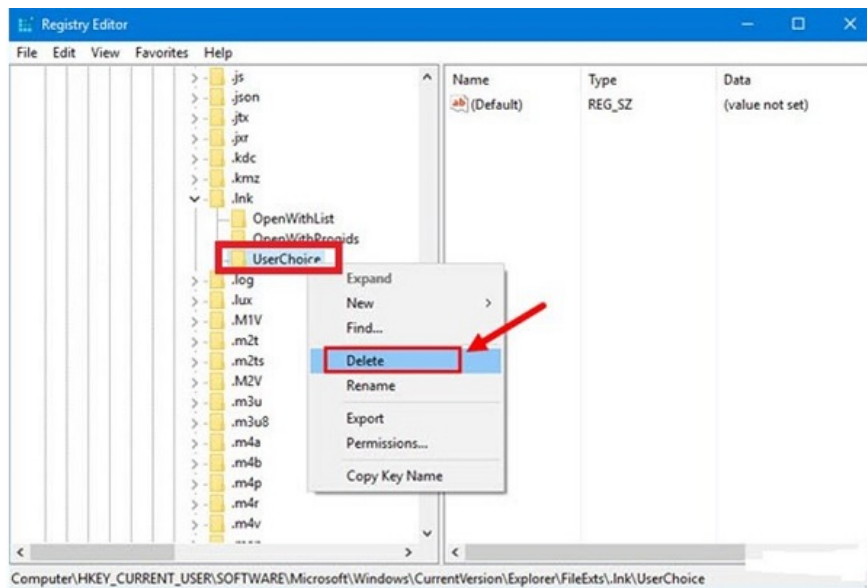 Registry Editor
File Edit View Favorites Help
.js
.json
.jtx
.jxr
.kdc
.kmz
.lnk
OpenWithList
OpenWithProgids
UserChoice
.log
.lux
.M1V
.m2t
.m2ts
.M2V
.m3u
.m3u8
.m4a
.m4b
.m4p
.m4r
.m4v
Expand
New
Find...
Delete
Rename
Export
Permissions...
Copy Key Name
Name Type Data
ab (Default) REG_SZ (value not set)
Computer\HKEY_CURRENT_USER\SOFTWARE\Microsoft\Windows\CurrentVersion\Explorer\FileExts\.lnk\UserChoice